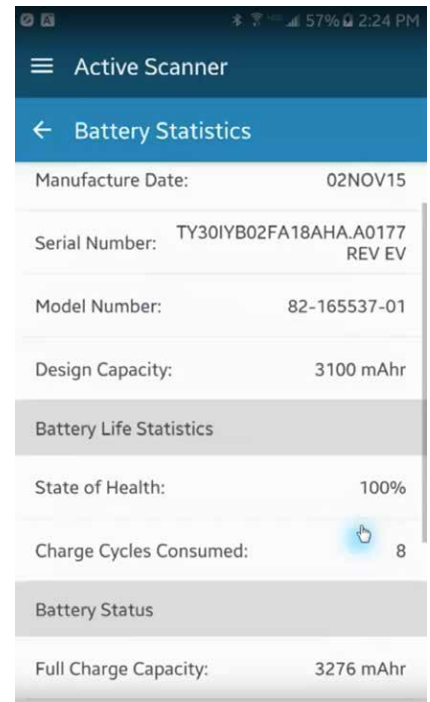 57% 2:24 PM
Active Scanner
Battery Statistics
Manufacture Date: 02NOV15
Serial Number: TY30IYB02FA18AHA.A0177
REV EV
Model Number: 82-165537-01
Design Capacity: 3100 mAhr
Battery Life Statistics
State of Health: 100%
Charge Cycles Consumed: 8
Battery Status
Full Charge Capacity: 3276 mAhr